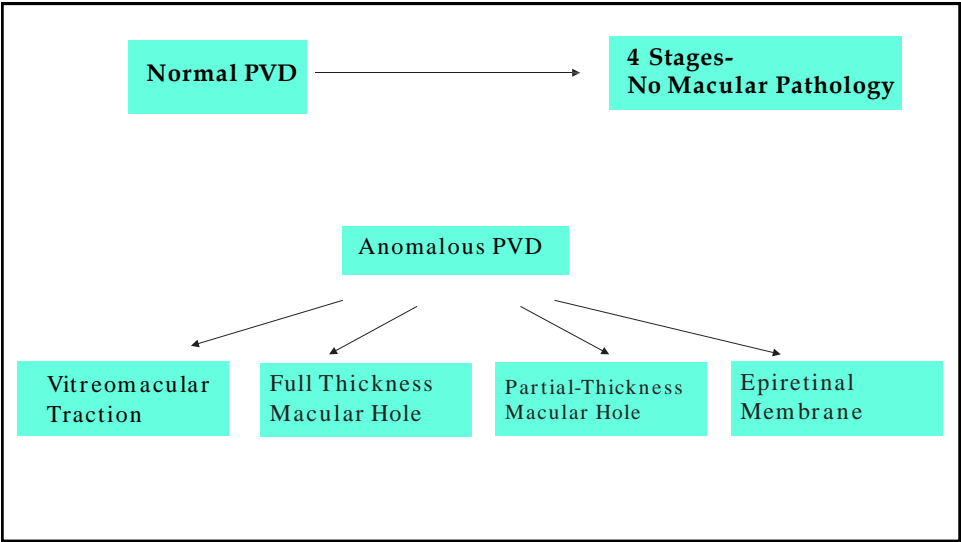 Normal PVD
4 Stages-
No Macular Pathology
Anomalous PVD
Vitreomacular
Traction
Full Thickness
Macular Hole
Partial-Thickness
Macular Hole
Epiretinal
Membrane